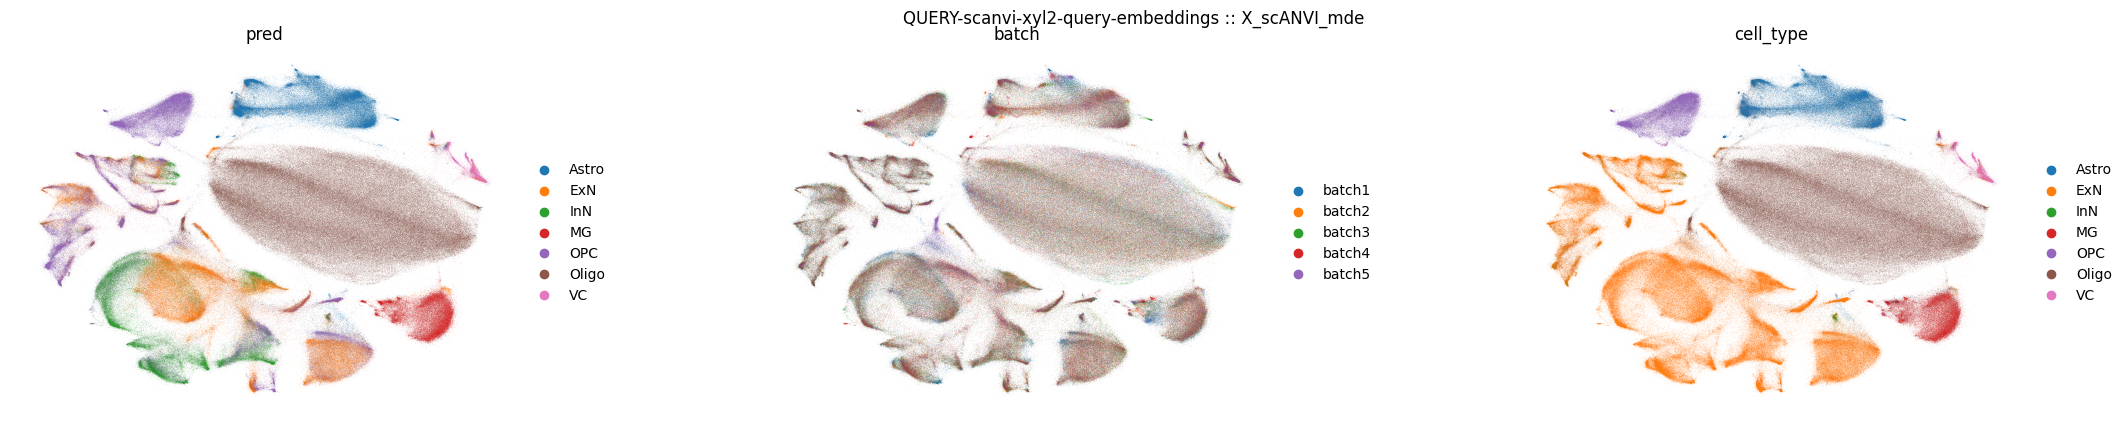 QUERY-scanvi-xyl2-query-embeddings :: X_scANVI_mde
pred
Astro
ExN
InN
MG
OPC
Oligo
VC
batch
batch1
batch2
batch3
batch4
batch5
cell_type
Astro
ExN
InN
MG
OPC
Oligo
VC